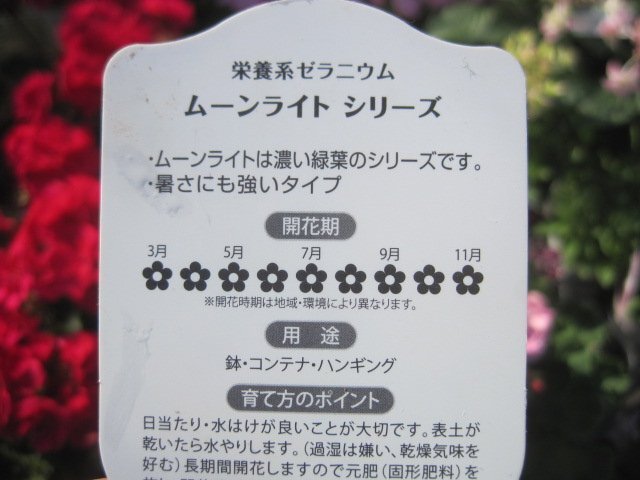 栄養系ゼラニウム
ムーンライト シリーズ
・ムーンライトは濃い緑葉のシリーズです。
・暑さにも強いタイプ
開花期
3月 5月 7月 9月 11月
※開花時期は地域・環境により異なります。
用 途
鉢・コンテナ・ハンギング
育て方のポイント
日当たり・水はけが良いことが大切です。表土が
乾いたら水やりします。（過湿は嫌い、乾燥気味を
好む）長期間開花しますので元肥（固形肥料）を